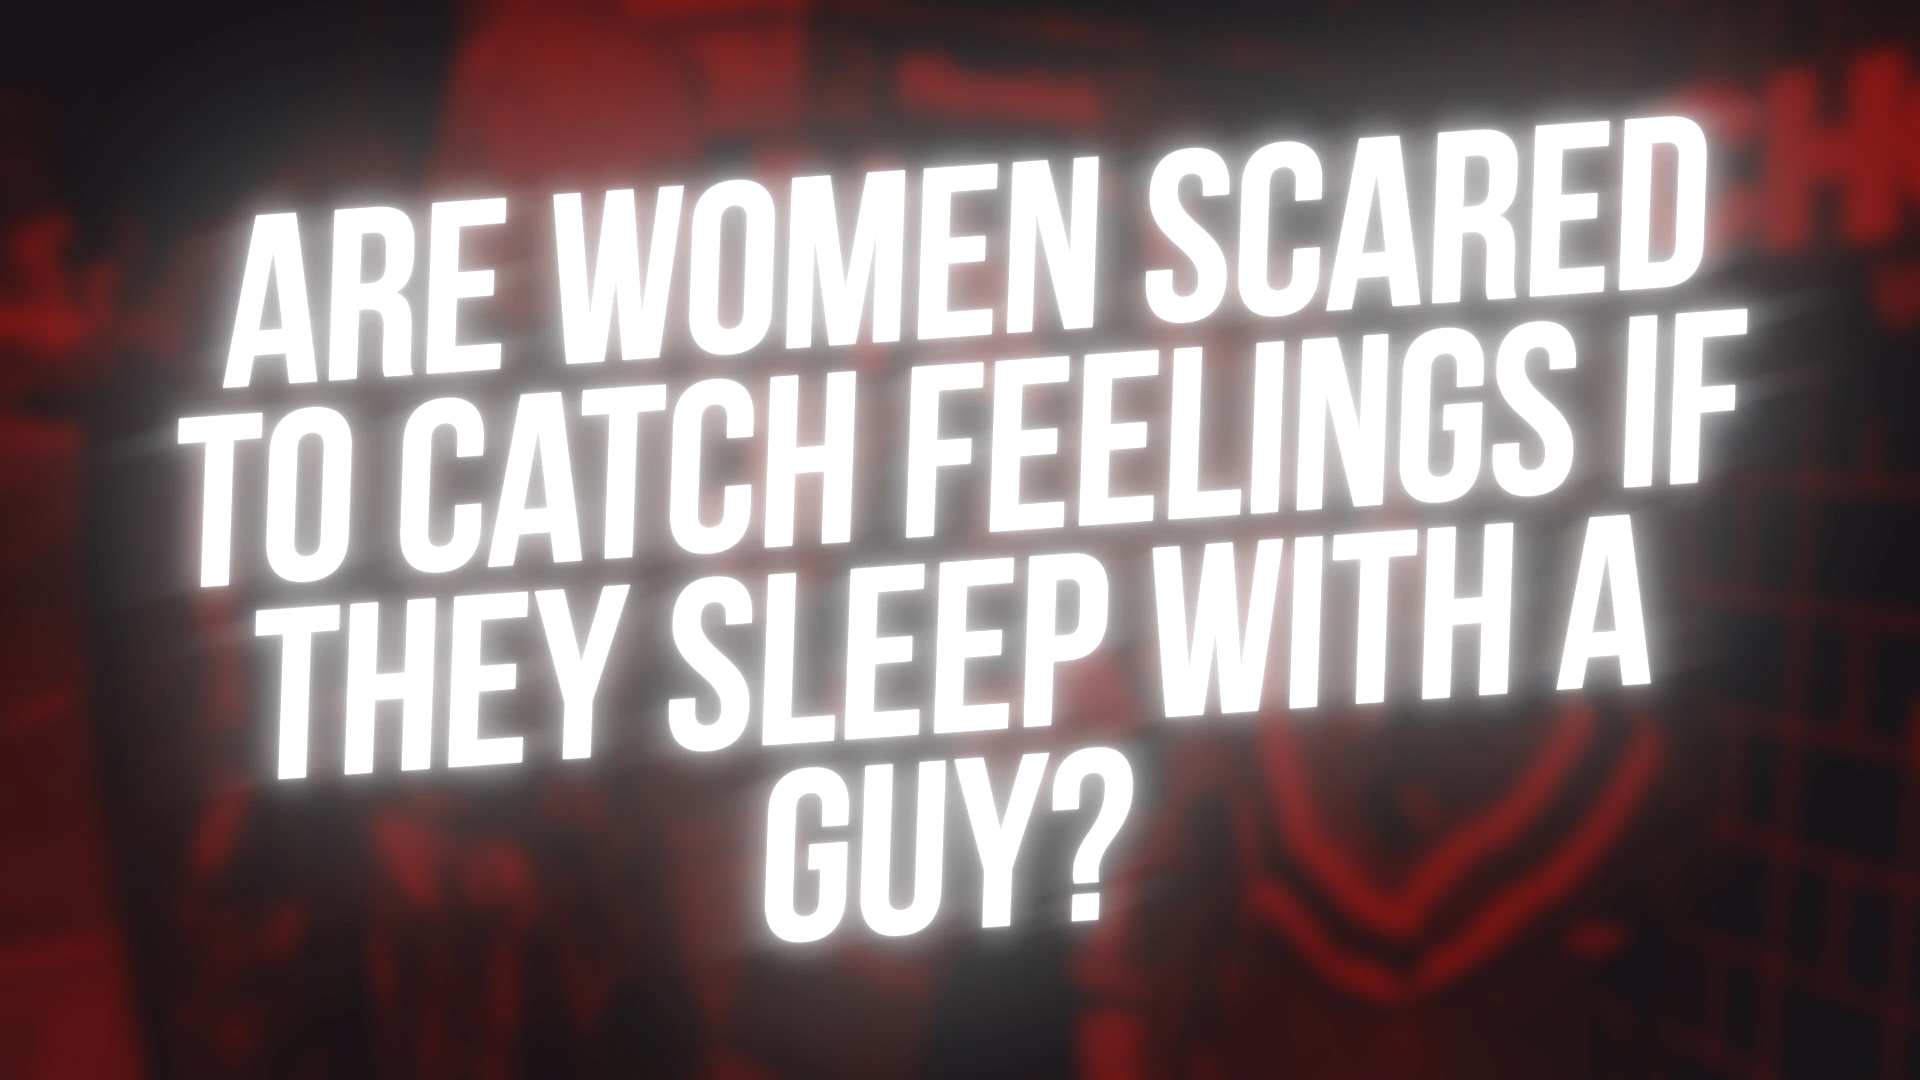 ARE WOMEN SCARED
TO CATCH FEELINGS IF
THEY SLEEP WITH A
GUY?